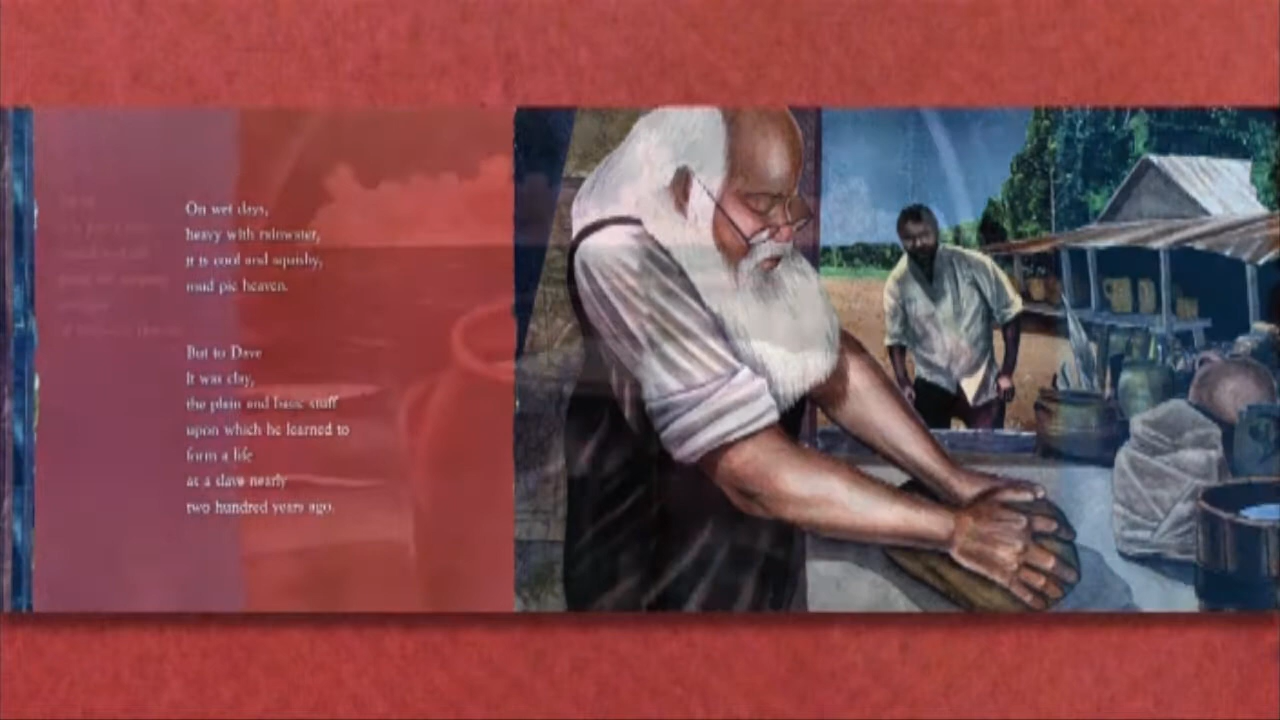 On wet days,
heavy with rainwater,
it is cool and squishy,
mud pie heaven.
But to Dave
it was clay,
the plain and basic stuff
upon which he learned to
form a life
as a slave nearly
two hundred years ago.